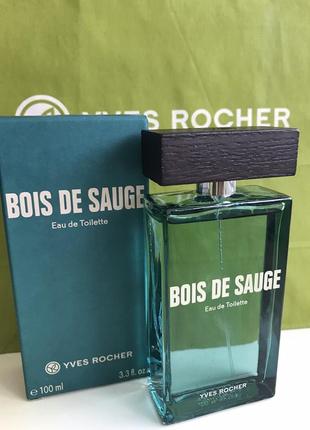 YVES ROCHER
BOIS DE SAUGE
Eau de Toilette
YVES ROCHER
e 100 ml
3.3 fl.
BOIS DE SAUGE
Eau de Toilette
YVES ROCHER